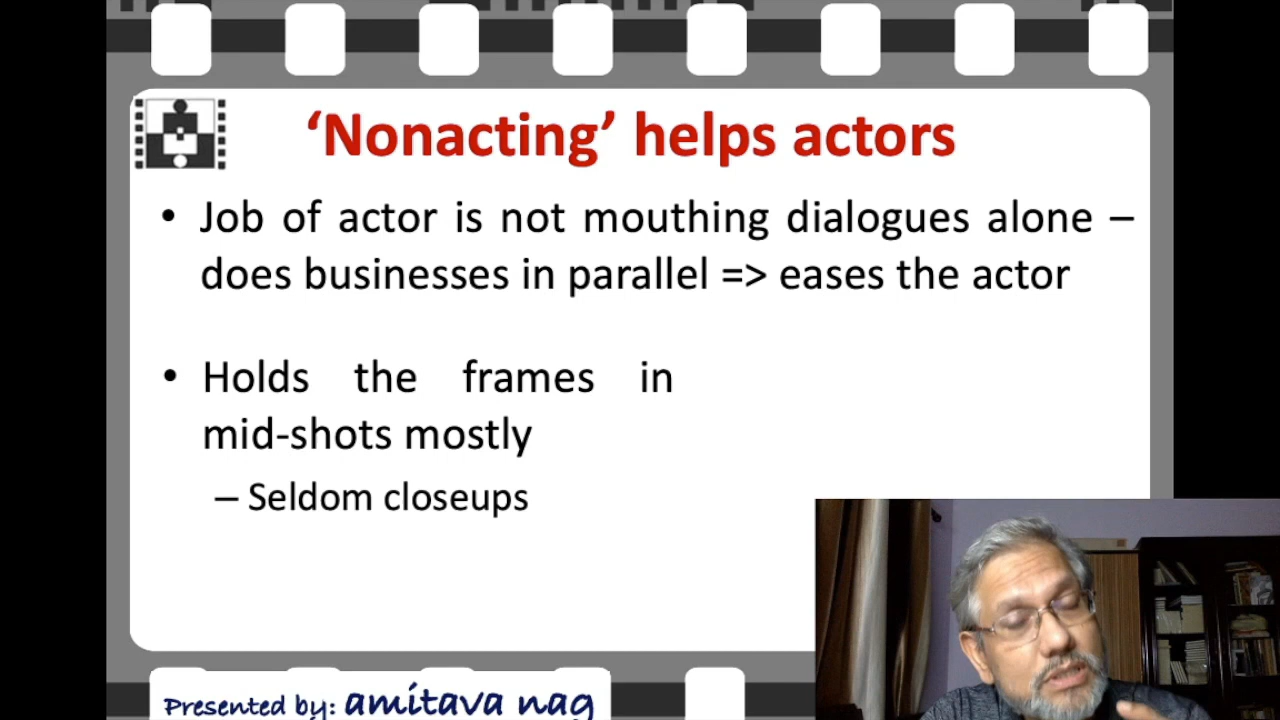 ‘Nonacting’ helps actors
• Job of actor is not mouthing dialogues alone –
does businesses in parallel => eases the actor
• Holds the frames in
mid-shots mostly
– Seldom closeups
Presented by: amitava nag